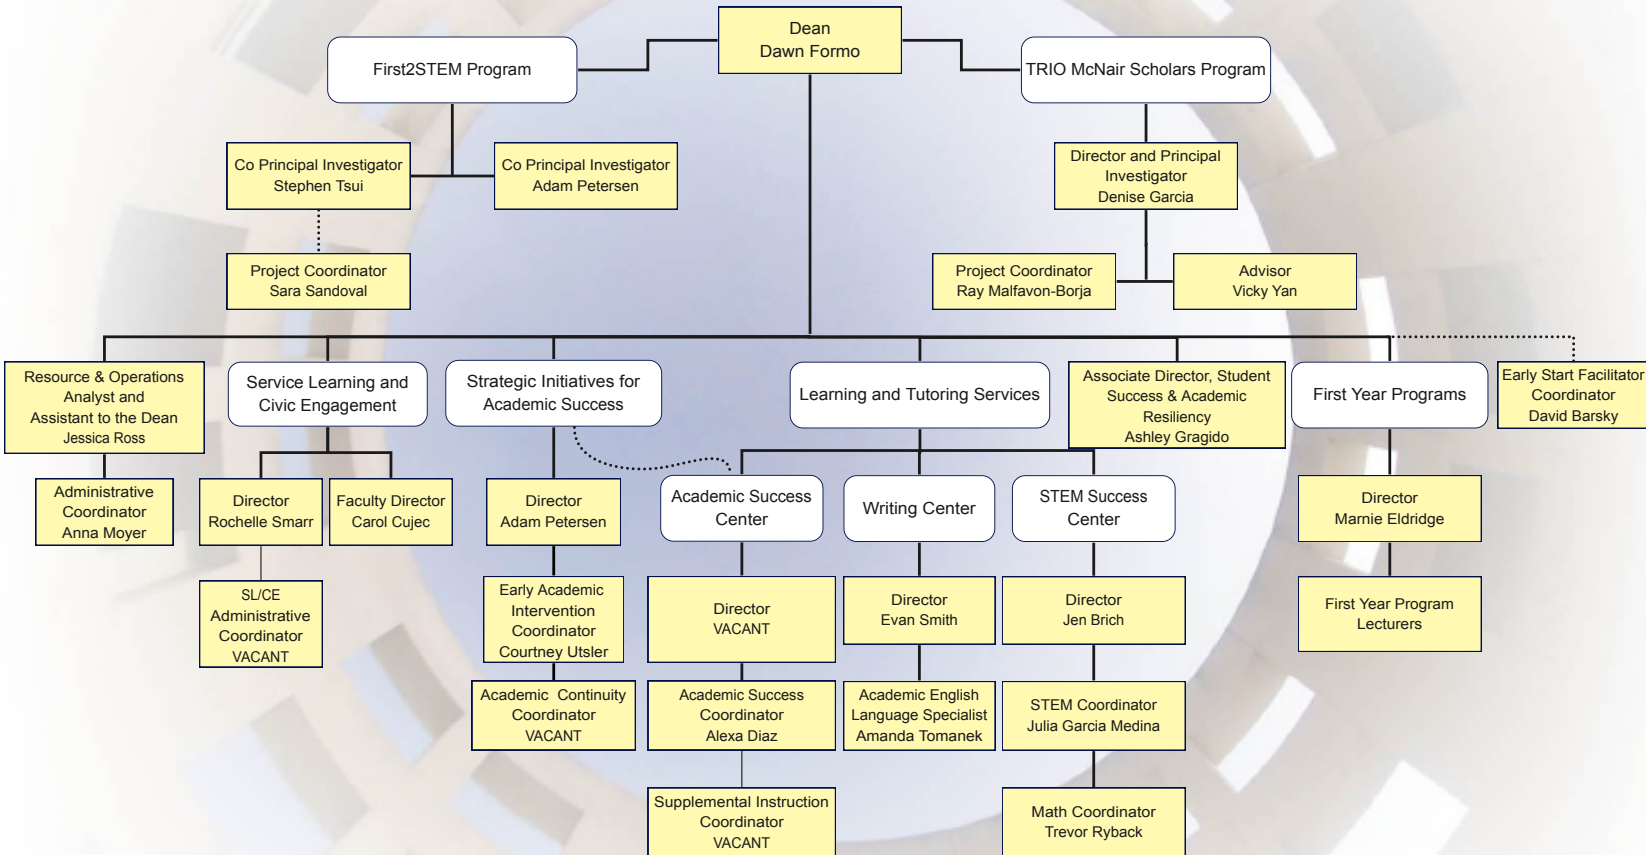 Dean
Dawn Formo
First2STEM Program
TRIO McNair Scholars Program
Co Principal Investigator
Stephen Tsui
Co Principal Investigator
Adam Petersen
Director and Principal
Investigator
Denise Garcia
Project Coordinator
Sara Sandoval
Project Coordinator
Ray Malfavon-Borja
Advisor
Vicky Yan
Resource & Operations
Analyst and
Assistant to the Dean
Jessica Ross
Service Learning and
Civic Engagement
Strategic Initiatives for
Academic Success
Learning and Tutoring Services
Associate Director, Student
Success & Academic
Resiliency
Ashley Gragido
First Year Programs
Early Start Facilitator
Coordinator
David Barsky
Administrative
Coordinator
Anna Moyer
Director
Rochelle Smarr
Faculty Director
Carol Cujec
Director
Adam Petersen
Academic Success
Center
Writing Center
STEM Success
Center
Director
Marnie Eldridge
SL/CE
Administrative
Coordinator
VACANT
Early Academic
Intervention
Coordinator
Courtney Utsler
Director
VACANT
Director
Evan Smith
Director
Jen Brich
First Year Program
Lecturers
Academic Continuity
Coordinator
VACANT
Academic Success
Coordinator
Alexa Diaz
Academic English
Language Specialist
Amanda Tomanek
STEM Coordinator
Julia Garcia Medina
Supplemental Instruction
Coordinator
VACANT
Math Coordinator
Trevor Ryback